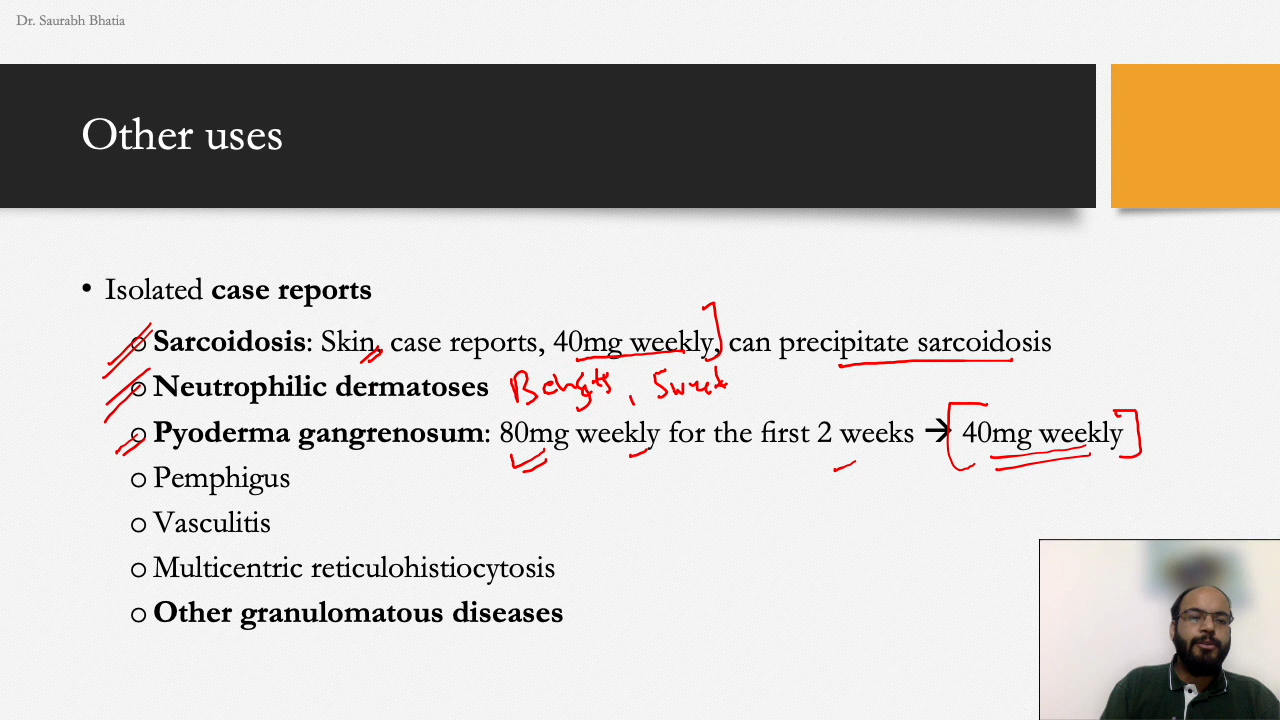 Dr. Saurabh Bhatia
Other uses
• Isolated case reports
o Sarcoidosis: Skin, case reports, 40mg weekly, can precipitate sarcoidosis
o Neutrophilic dermatoses , Sweet
o Pyoderma gangrenosum: 80mg weekly for the first 2 weeks → 40mg weekly
o Pemphigus
o Vasculitis
o Multicentric reticulohistiocytosis
o Other granulomatous diseases